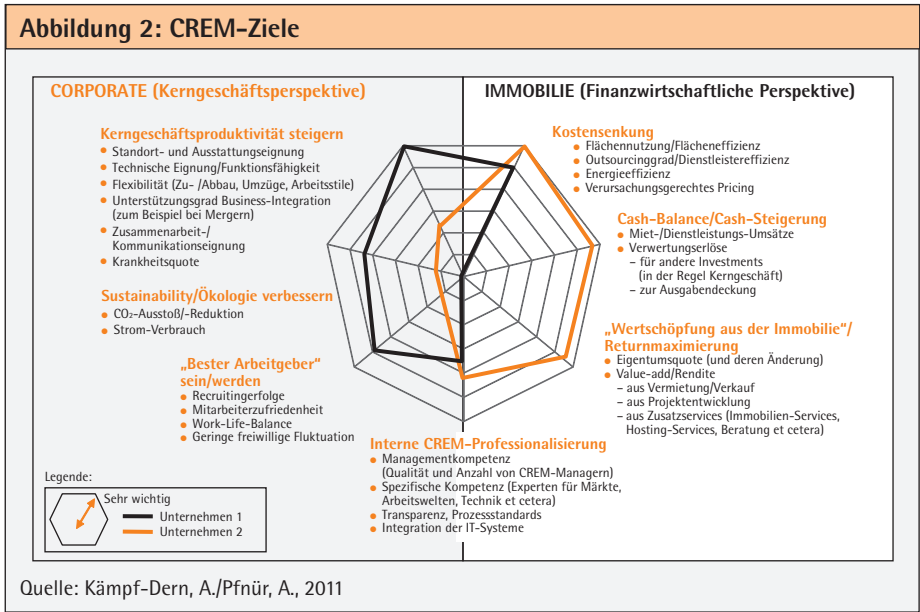 Abbildung 2: CREM-Ziele
CORPORATE (Kerngeschäftsperspektive)
IMMOBILIE (Finanzwirtschaftliche Perspektive)
Kerngeschäftsproduktivität steigern
• Standort- und Ausstattungseignung
• Technische Eignung/Funktionsfähigkeit
• Flexibilität (Zu- /Abbau, Umzüge, Arbeitsstile)
• Unterstützungsgrad Business-Integration
(zum Beispiel bei Mergern)
• Zusammenarbeit-/
Kommunikationseignung
• Krankheitsquote
Kostensenkung
• Flächennutzung/Flächeneffizienz
• Outsourcinggrad/Dienstleistereffizienz
• Energieeffizienz
• Verursachungsgerechtes Pricing
Cash-Balance/Cash-Steigerung
• Miet-/Dienstleistungs-Umsätze
• Verwertungserlöse
– für andere Investments
(in der Regel Kerngeschäft)
– zur Ausgabendeckung
Sustainability/Ökologie verbessern
• CO₂-Ausstoß/-Reduktion
• Strom-Verbrauch
„Wertschöpfung aus der Immobilie"/
Returnmaximierung
• Eigentumsquote (und deren Änderung)
• Value-add/Rendite
– aus Vermietung/Verkauf
– aus Projektentwicklung
– aus Zusatzservices (Immobilien-Services,
Hosting-Services, Beratung et cetera)
„Bester Arbeitgeber"
sein/werden
• Recruitingerfolge
• Mitarbeiterzufriedenheit
• Work-Life-Balance
• Geringe freiwillige Fluktuation
Interne CREM-Professionalisierung
• Managementkompetenz
(Qualität und Anzahl von CREM-Managern)
• Spezifische Kompetenz (Experten für Märkte,
Arbeitswelten, Technik et cetera)
• Transparenz, Prozessstandards
• Integration der IT-Systeme
Legende:
Sehr wichtig
Unternehmen 1
Unternehmen 2
Quelle: Kämpf-Dern, A./Pfnür, A., 2011